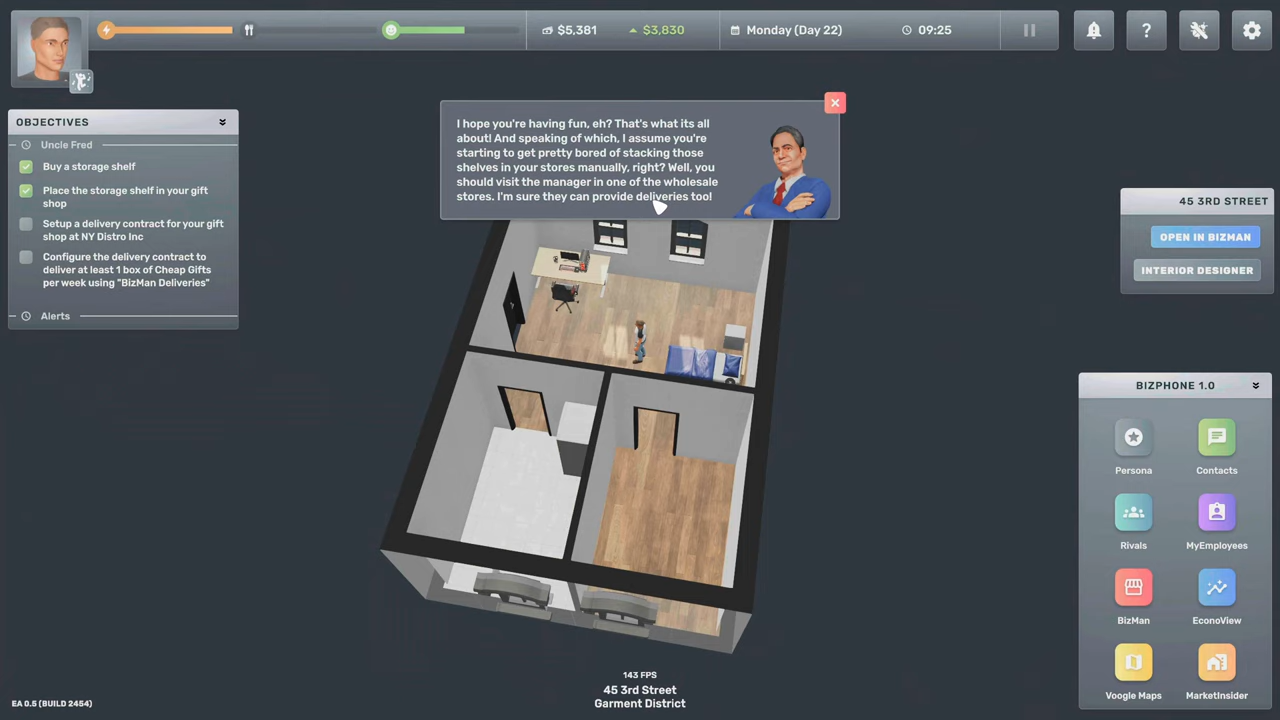 $5,381
$3,830
Monday (Day 22)
09:25
?
OBJECTIVES
Uncle Fred
Buy a storage shelf
Place the storage shelf in your gift
shop
Setup a delivery contract for your gift
shop at NY Distro Inc
Configure the delivery contract to
deliver at least 1 box of Cheap Gifts
per week using "BizMan Deliveries"
Alerts
I hope you're having fun, eh? That's what its all
about! And speaking of which, I assume you're
starting to get pretty bored of stacking those
shelves in your stores manually, right? Well, you
should visit the manager in one of the wholesale
stores. I'm sure they can provide deliveries too!
45 3RD STREET
OPEN IN BIZMAN
INTERIOR DESIGNER
BIZPHONE 1.0
Persona
Contacts
Rivals
MyEmployees
BizMan
EconoView
Voogle Maps
MarketInsider
143 FPS
45 3rd Street
Garment District
EA 0.5 (BUILD 2454)